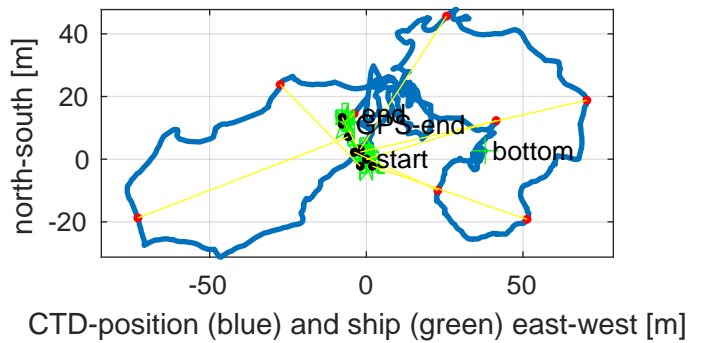 north-south [m]
40
20
0
-20
end
GPS-end
start
bottom
-50
0
50
CTD-position (blue) and ship (green) east-west [m]